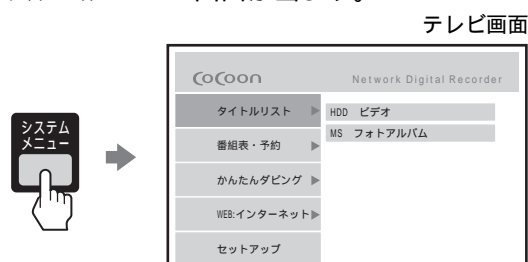 テレビ画面
CoCoon
Network Digital Recorder
システム
メニュー
タイトルリスト
HDD ビデオ
MS フォトアルバム
番組表・予約
かんたんダビング
WEB:インターネット
セットアップ